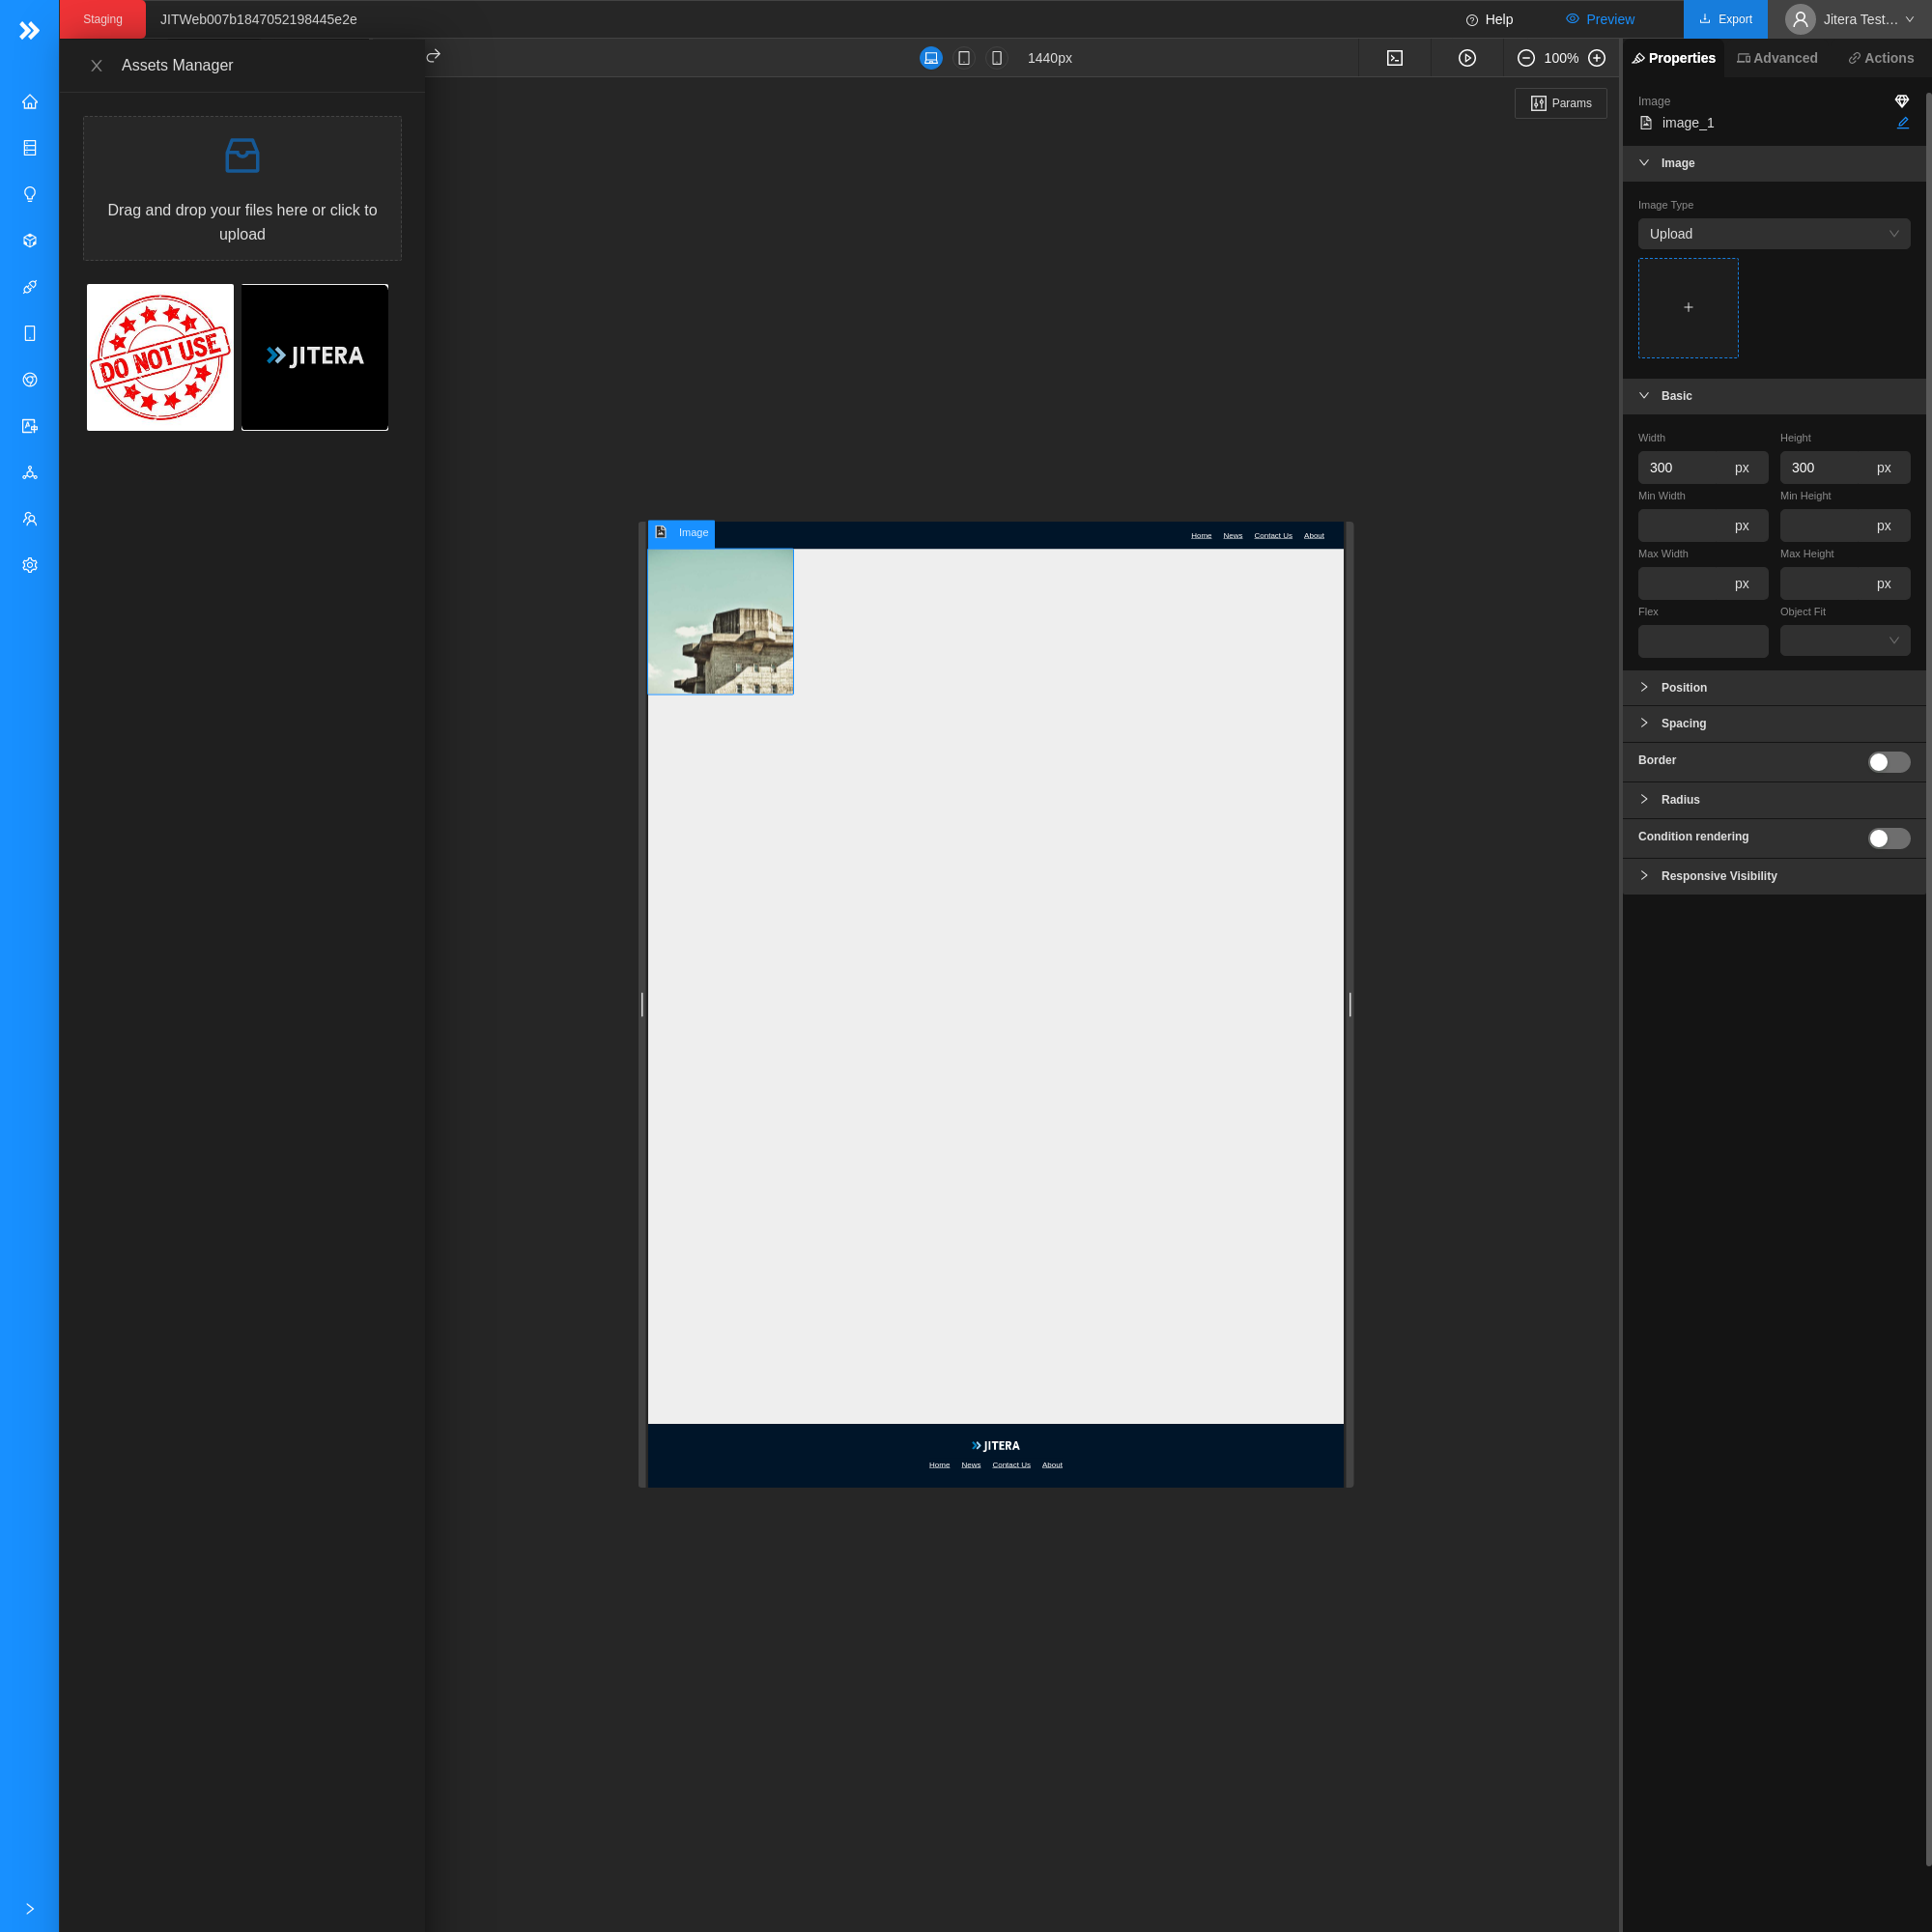 Staging
JITWeb007b1847052198445e2e
Help
Preview
Export
Jitera Test…
Assets Manager
1440px
100%
Properties
Advanced
Actions
Params
Drag and drop your files here or click to
upload
DO NOT USE
JITERA
Image
image_1
Image
Image Type
Upload
Basic
Width
Height
300 px
300 px
Min Width
Min Height
px
px
Max Width
Max Height
px
px
Flex
Object Fit
Position
Spacing
Border
Radius
Condition rendering
Responsive Visibility
Image
Home News Contact Us About
JITERA
Home News Contact Us About